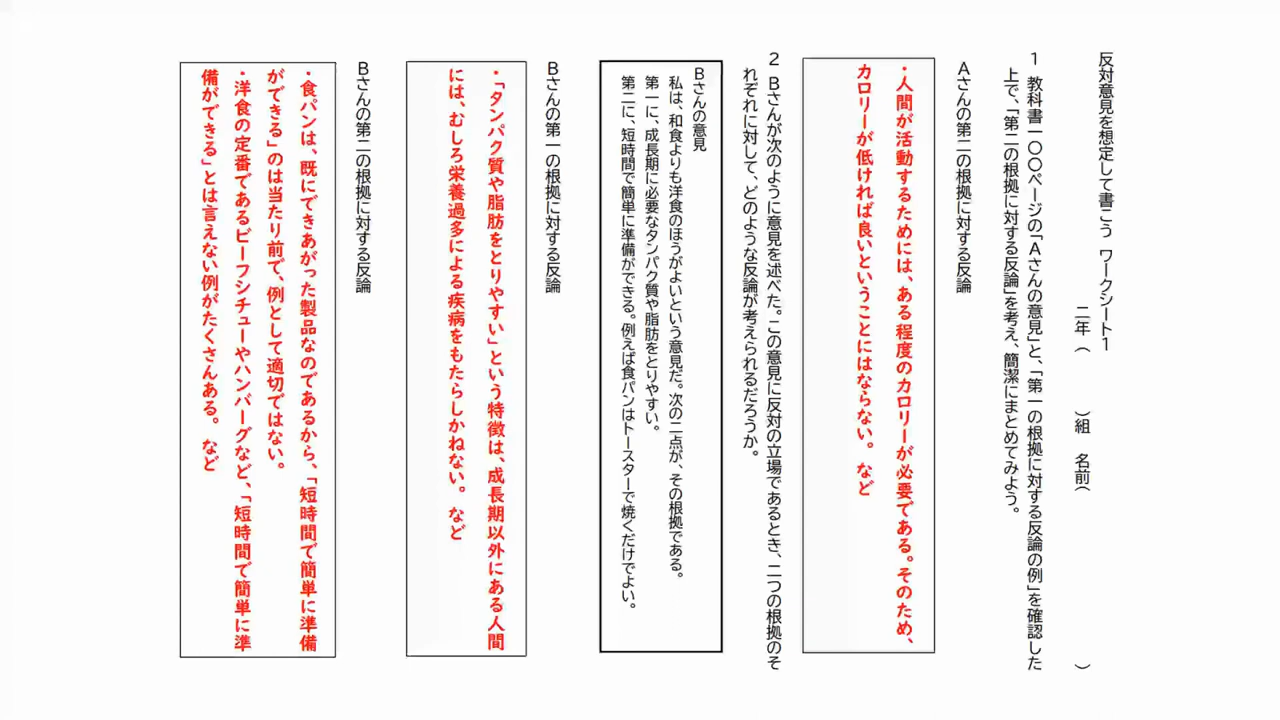 反対意見を想定して書こう ワークシート1
二年（　　　）組　名前（　　　　　　　　）
1 教科書一〇〇ページの「Aさんの意見」と、「第一の根拠に対する反論の例」を確認した
上で、「第二の根拠に対する反論」を考え、簡潔にまとめてみよう。
Aさんの第二の根拠に対する反論
・人間が活動するためには、ある程度のカロリーが必要である。そのため、
カロリーが低ければ良いということにはならない。　など
2 Bさんが次のように意見を述べた。この意見に反対の立場であるとき、二つの根拠のそ
れぞれに対して、どのような反論が考えられるだろうか。
Bさんの意見
私は、和食よりも洋食のほうがよいという意見だ。次の二点が、その根拠である。
第一に、成長期に必要なタンパク質や脂肪をとりやすい。
第二に、短時間で簡単に準備ができる。例えば食パンはトースターで焼くだけでよい。
Bさんの第一の根拠に対する反論
・「タンパク質や脂肪をとりやすい」という特徴は、成長期以外にある人間
には、むしろ栄養過多による疾病をもたらしかねない。　など
Bさんの第二の根拠に対する反論
・食パンは、既にできあがった製品なのであるから、「短時間で簡単に準備
ができる」のは当たり前で、例として適切ではない。
・洋食の定番であるビーフシチューやハンバーグなど、「短時間で簡単に準
備ができる」とは言えない例がたくさんある。　など